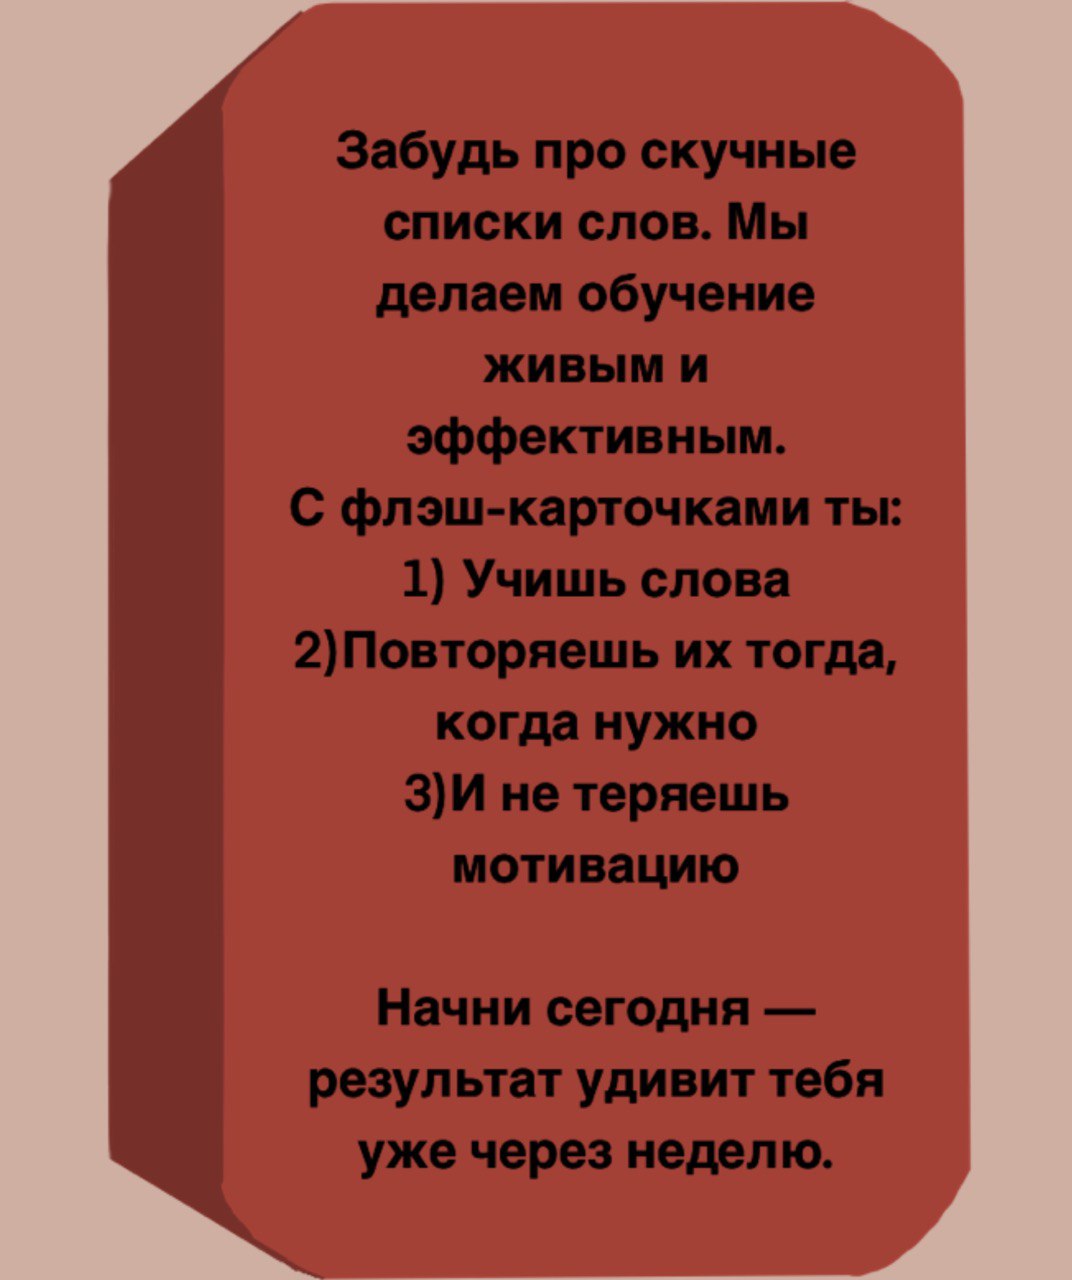 Забудь про скучные
списки слов. Мы
делаем обучение
живым и
эффективным.
С флэш-карточками ты:
1) Учишь слова
2)Повторяешь их тогда,
когда нужно
3)И не теряешь
мотивацию
Начни сегодня —
результат удивит тебя
уже через неделю.